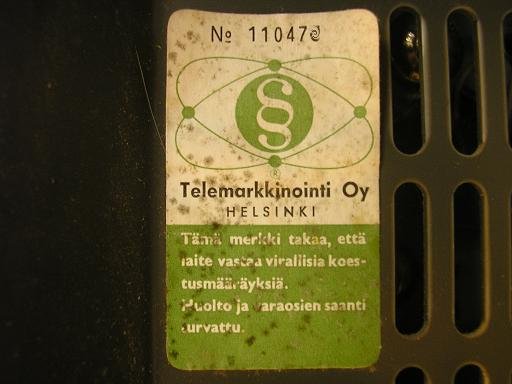 № 11047
§
®
Telemarkkinointi Oy
HELSINKI
Tämä merkki takaa, että
laite vastaa virallisia koes-
tusmääräyksiä.
Huolto ja varaosien saanti
turvattu.